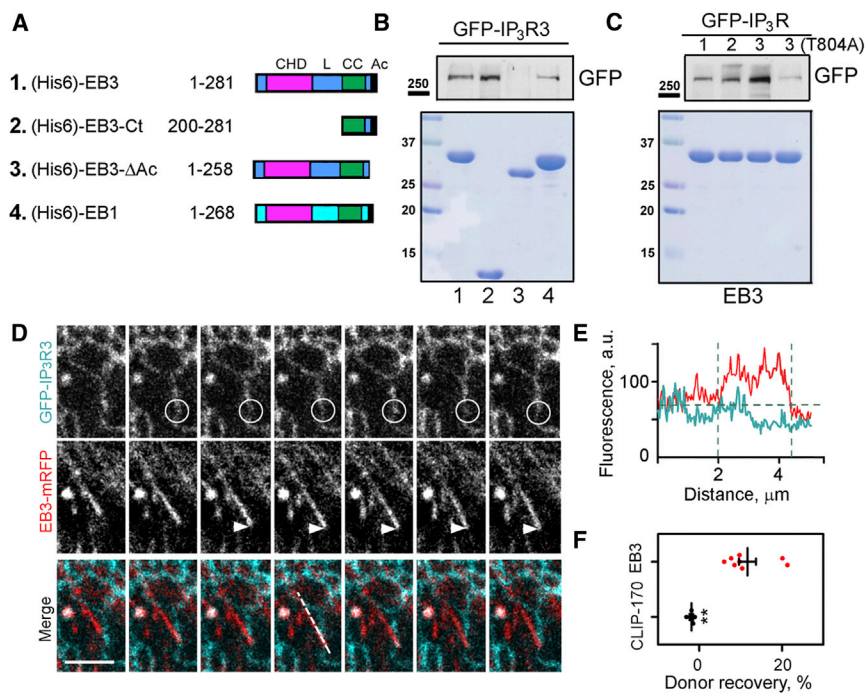 A
CHD L CC Ac
1. (His6)-EB3 1-281
2. (His6)-EB3-Ct 200-281
3. (His6)-EB3-ΔAc 1-258
4. (His6)-EB1 1-268
B
GFP-IP₃R3
250
GFP
37
25
20
15
1 2 3 4
C
GFP-IP₃R
1 2 3 3 (T804A)
250
GFP
37
25
20
15
EB3
D
GFP-IP₃R3
EB3-mRFP
Merge
E
Fluorescence, a.u.
100
0
0 2 4
Distance, μm
F
CLIP-170 EB3
**
0 20
Donor recovery, %